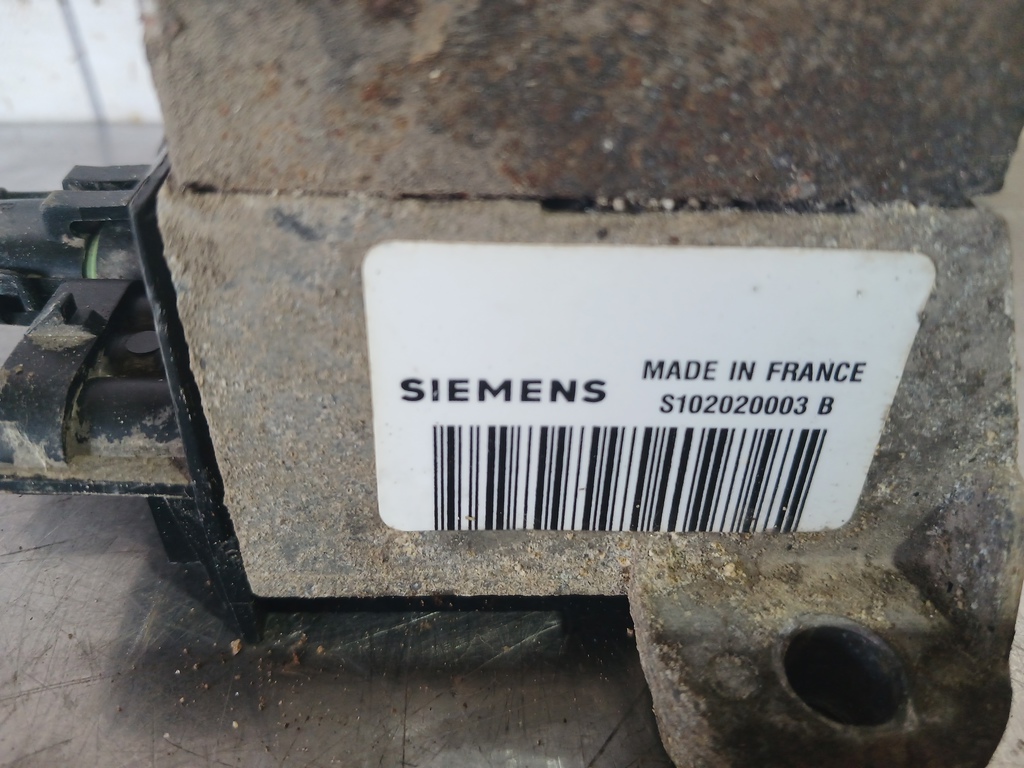 SIEMENS
MADE IN FRANCE
S102020003 B